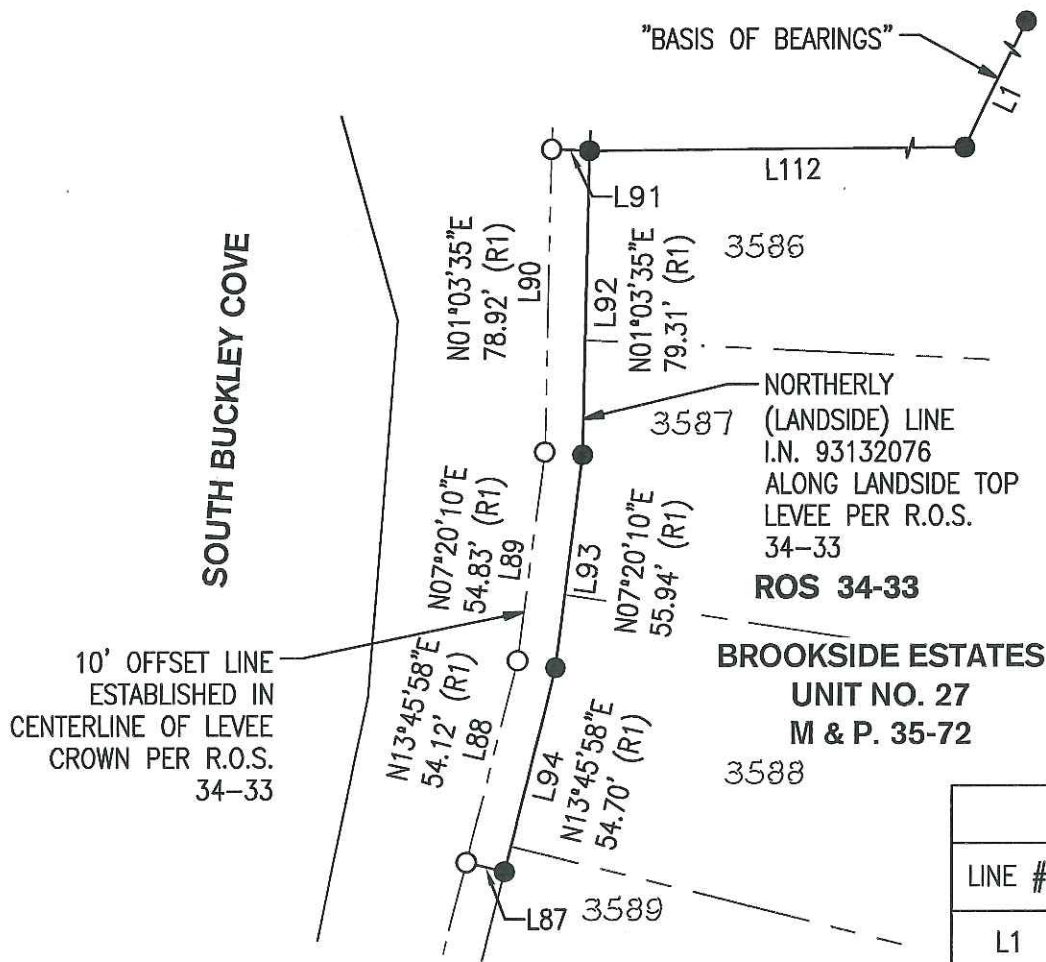 "BASIS OF BEARINGS"
L1
L112
L91
3586
N01°03'35"E
78.92' (R1)
L90
L92
N01°03'35"E
79.31' (R1)
SOUTH BUCKLEY COVE
3587
NORTHERLY
(LANDSIDE) LINE
I.N. 93132076
ALONG LANDSIDE TOP
LEVEE PER R.O.S.
34-33
ROS 34-33
N07°20'10"E
54.83' (R1)
L89
L93
N07°20'10"E
55.94' (R1)
10' OFFSET LINE
ESTABLISHED IN
CENTERLINE OF LEVEE
CROWN PER R.O.S.
34-33
BROOKSIDE ESTATES
UNIT NO. 27
M & P. 35-72
3588
N13°45'58"E
54.12' (R1)
L88
L94
N13°45'58"E
54.70' (R1)
L87
3589
LINE #
L1